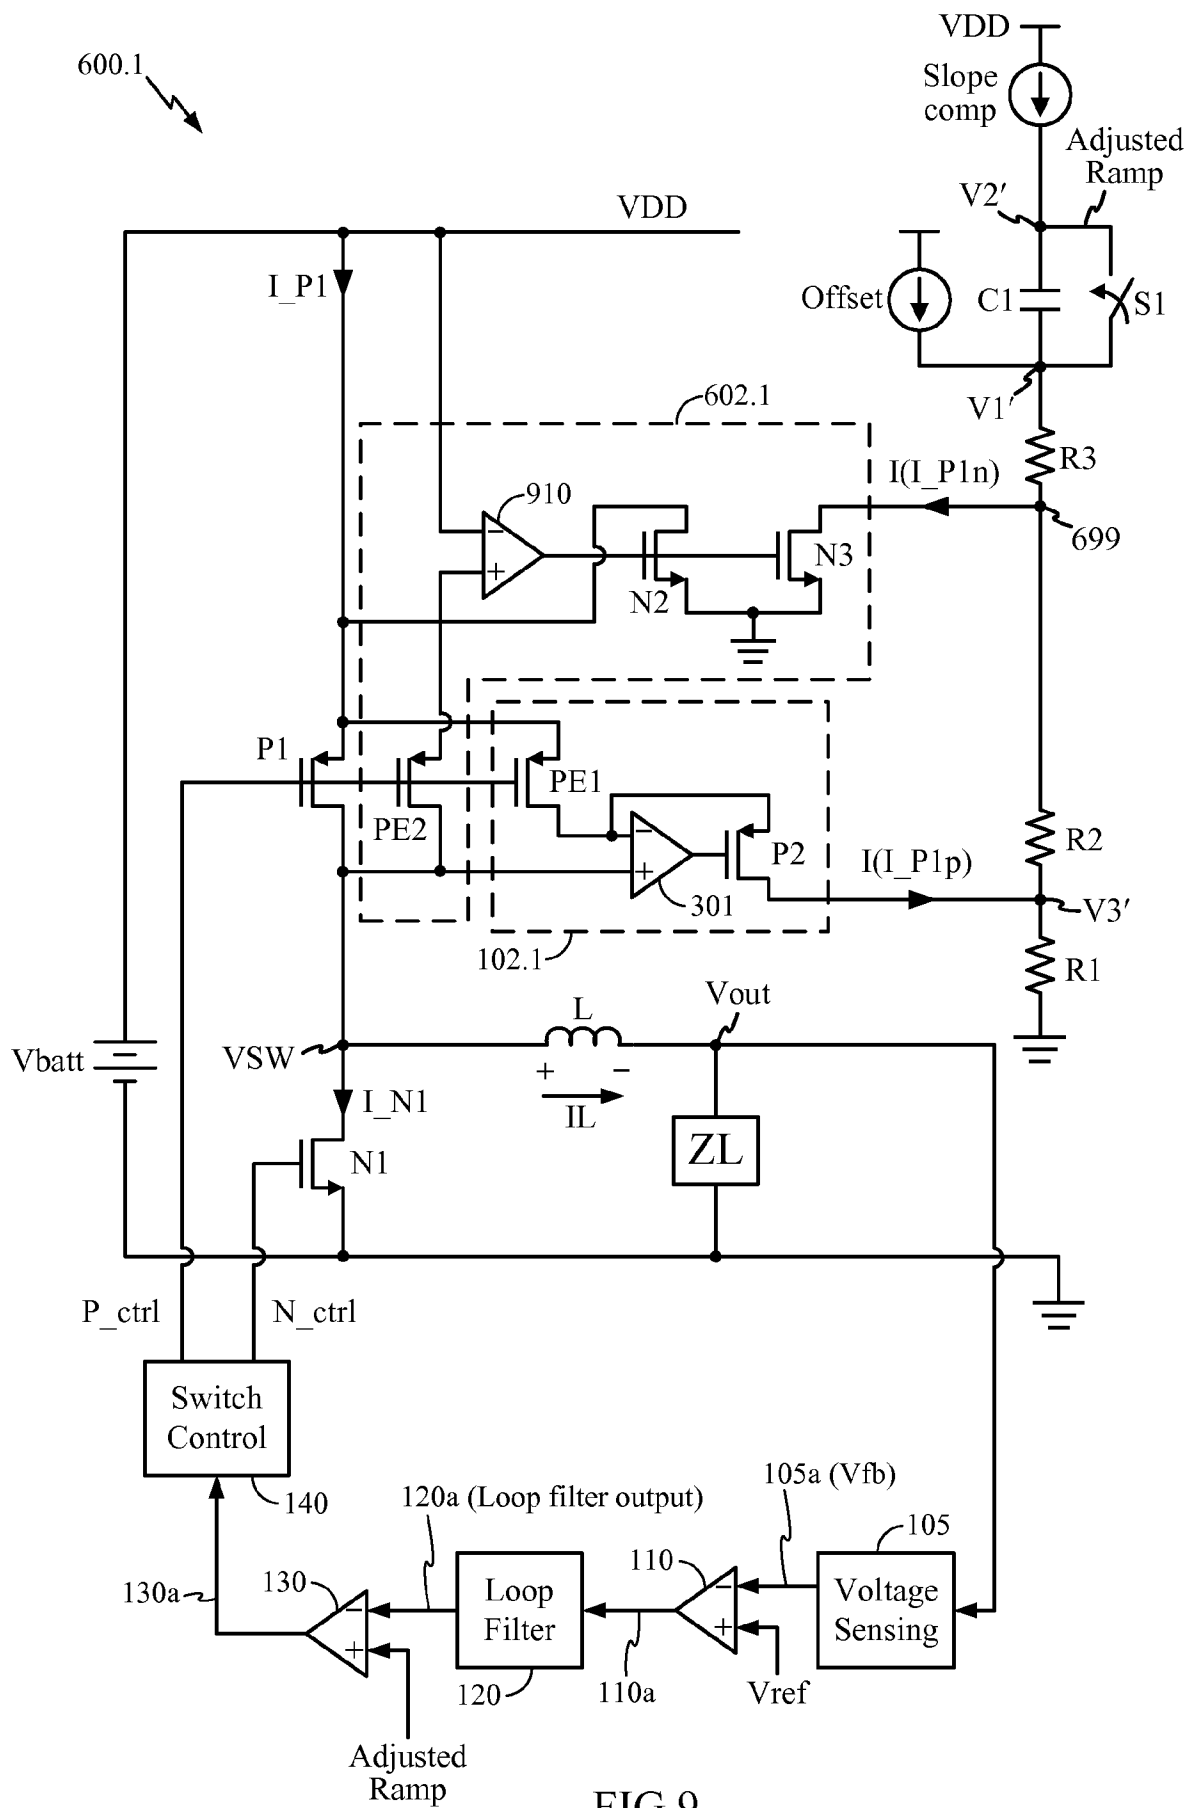 VDD
600.1
Slope
comp
Adjusted
Ramp
V2′
VDD
I_P1
Offset
C1
S1
V1′
602.1
R3
I(I_P1n)
910
−
+
N2
N3
699
P1
PE2
PE1
−
+
P2
301
I(I_P1p)
R2
V3′
102.1
R1
Vout
L
+ −
IL
VSW
Vbatt
I_N1
N1
ZL
P_ctrl
N_ctrl
Switch
Control
140
105a (Vfb)
120a (Loop filter output)
105
110
130
130a
−
+
Loop
Filter
−
+
Voltage
Sensing
120
110a
Vref
Adjusted
Ramp
FIG 9